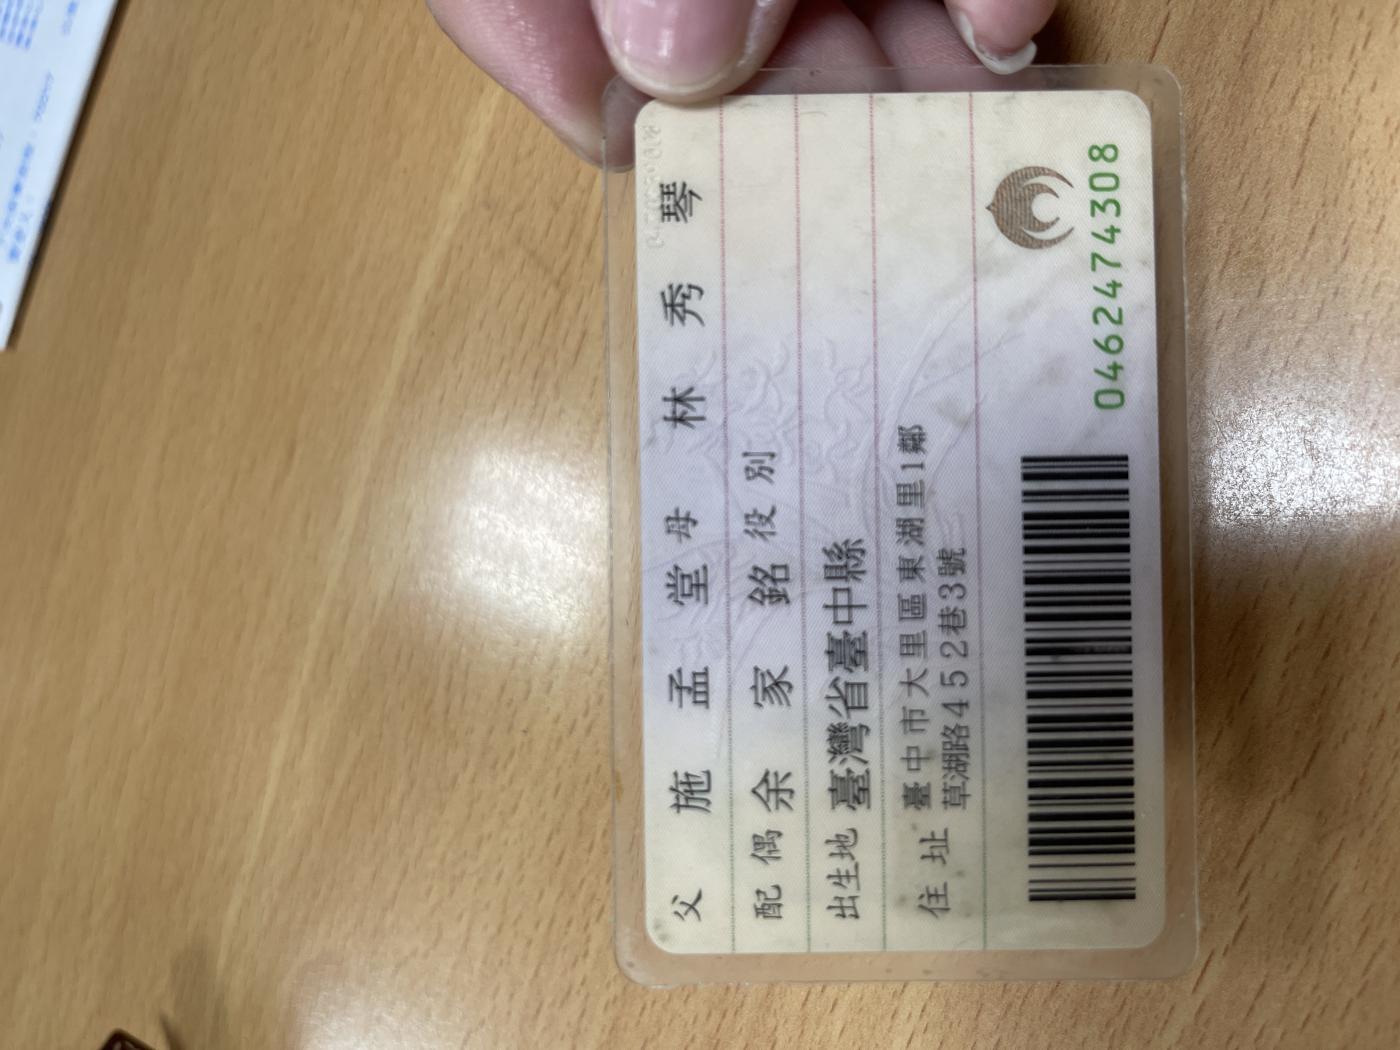 父 施孟堂 母 林秀琴
配偶 余家銘 役別
出生地 臺灣省臺中縣
住址 臺中市大里區東湖里1鄰
草湖路452巷3號
0462474308